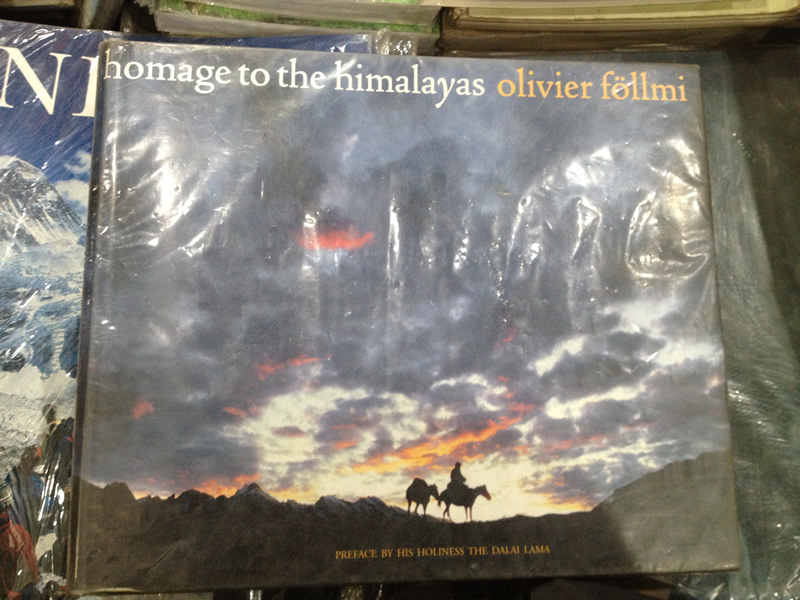 homage to the himalayas olivier föllmi
PREFACE BY HIS HOLINESS THE DALAI LAMA